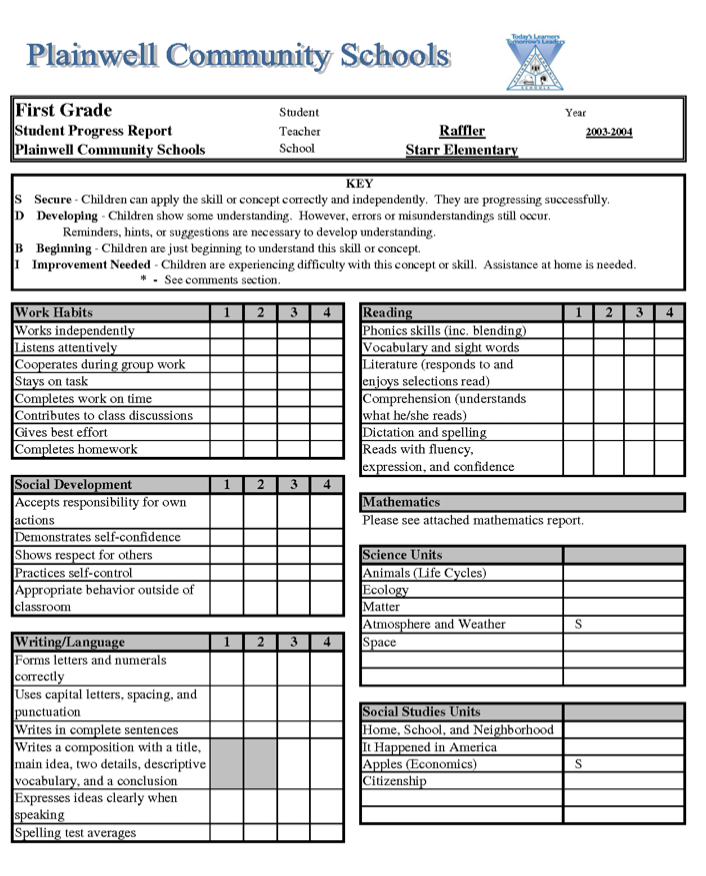 Plainwell Community Schools
Today's Learners
Tomorrow's Leaders
SCHOOLS
First Grade
Student
Year
Student Progress Report
Teacher
Raffler
2003-2004
Plainwell Community Schools
School
Starr Elementary
KEY
S Secure - Children can apply the skill or concept correctly and independently. They are progressing successfully.
D Developing - Children show some understanding. However, errors or misunderstandings still occur.
Reminders, hints, or suggestions are necessary to develop understanding.
B Beginning - Children are just beginning to understand this skill or concept.
I Improvement Needed - Children are experiencing difficulty with this concept or skill. Assistance at home is needed.
* - See comments section.
Work Habits 1 2 3 4
Works independently
Listens attentively
Cooperates during group work
Stays on task
Completes work on time
Contributes to class discussions
Gives best effort
Completes homework
Social Development 1 2 3 4
Accepts responsibility for own
actions
Demonstrates self-confidence
Shows respect for others
Practices self-control
Appropriate behavior outside of
classroom
Writing/Language 1 2 3 4
Forms letters and numerals
correctly
Uses capital letters, spacing, and
punctuation
Writes in complete sentences
Writes a composition with a title,
main idea, two details, descriptive
vocabulary, and a conclusion
Expresses ideas clearly when
speaking
Spelling test averages
Reading 1 2 3 4
Phonics skills (inc. blending)
Vocabulary and sight words
Literature (responds to and
enjoys selections read)
Comprehension (understands
what he/she reads)
Dictation and spelling
Reads with fluency,
expression, and confidence
Mathematics
Please see attached mathematics report.
Science Units
Animals (Life Cycles)
Ecology
Matter
Atmosphere and Weather S
Space
Social Studies Units
Home, School, and Neighborhood
It Happened in America
Apples (Economics) S
Citizenship